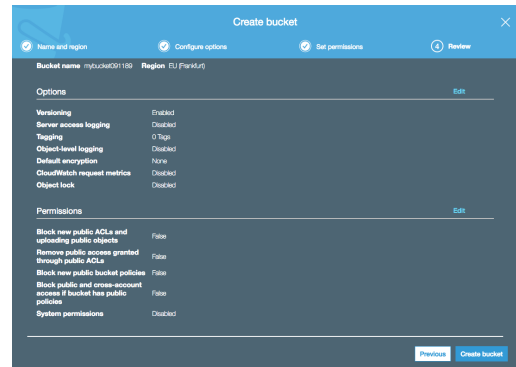 Create bucket
Name and region
Configure options
Set permissions
4 Review
Bucket name mybucket091189 Region EU (Frankfurt)
Options Edit
Versioning Enabled
Server access logging Disabled
Tagging 0 Tags
Object-level logging Disabled
Default encryption None
CloudWatch request metrics Disabled
Object lock Disabled
Permissions Edit
Block new public ACLs and
uploading public objects False
Remove public access granted
through public ACLs False
Block new public bucket policies False
Block public and cross-account
access if bucket has public
policies False
System permissions Disabled
Previous Create bucket